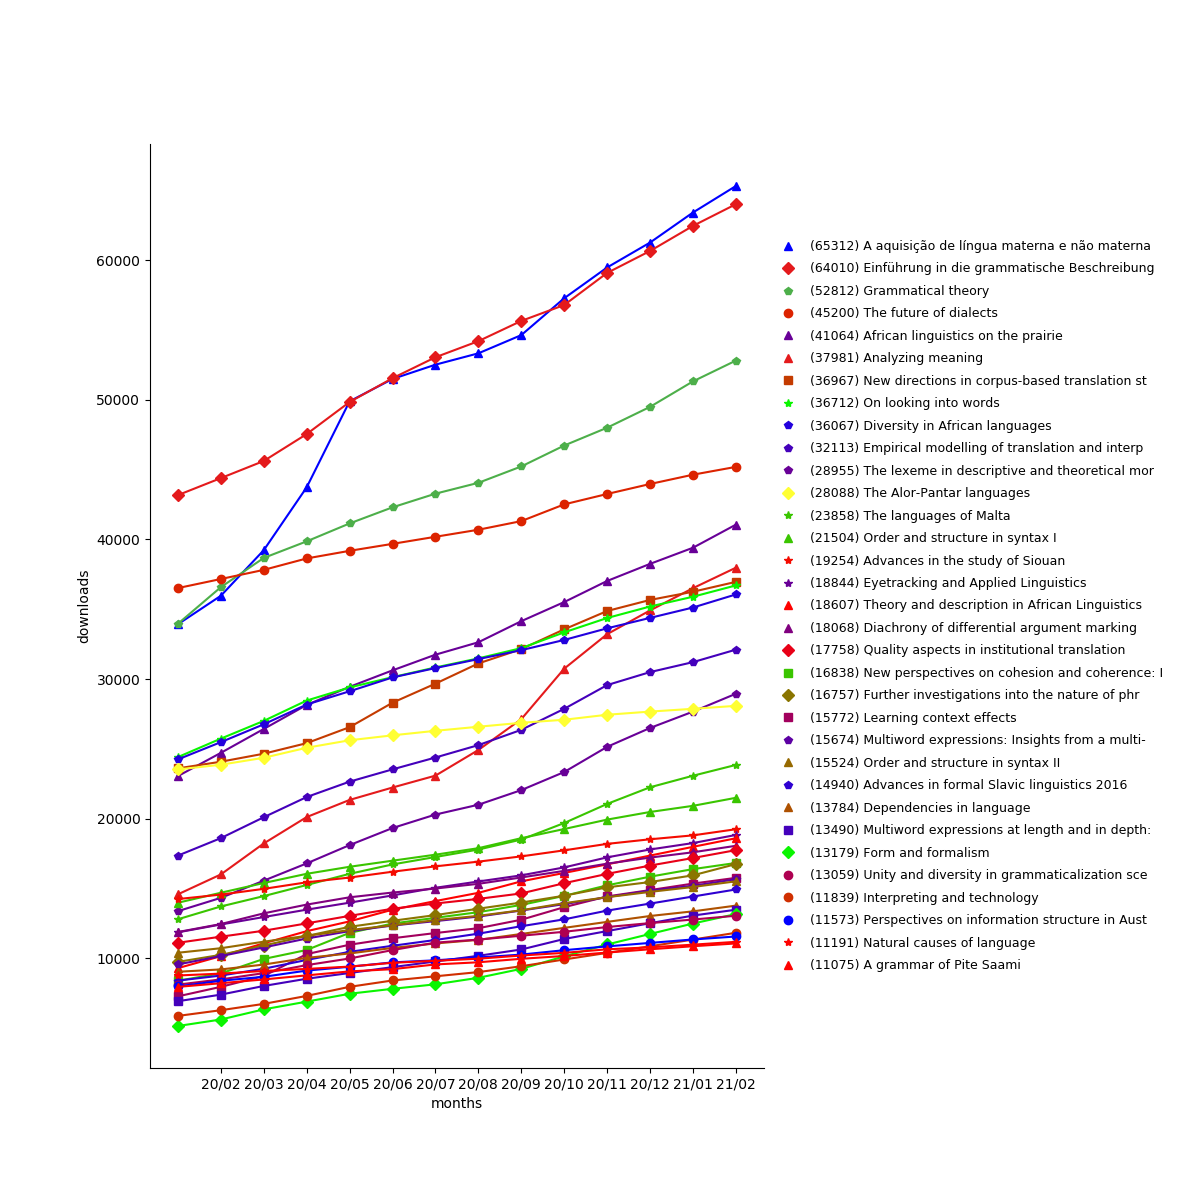 60000
50000
40000
30000
20000
10000
downloads
20/02 20/03 20/04 20/05 20/06 20/07 20/08 20/09 20/10 20/11 20/12 21/01 21/02
months
(65312) A aquisição de língua materna e não materna
(64010) Einführung in die grammatische Beschreibung
(52812) Grammatical theory
(45200) The future of dialects
(41064) African linguistics on the prairie
(37981) Analyzing meaning
(36967) New directions in corpus-based translation st
(36712) On looking into words
(36067) Diversity in African languages
(32113) Empirical modelling of translation and interp
(28955) The lexeme in descriptive and theoretical mor
(28088) The Alor-Pantar languages
(23858) The languages of Malta
(21504) Order and structure in syntax I
(19254) Advances in the study of Siouan
(18844) Eyetracking and Applied Linguistics
(18607) Theory and description in African Linguistics
(18068) Diachrony of differential argument marking
(17758) Quality aspects in institutional translation
(16838) New perspectives on cohesion and coherence: I
(16757) Further investigations into the nature of phr
(15772) Learning context effects
(15674) Multiword expressions: Insights from a multi-
(15524) Order and structure in syntax II
(14940) Advances in formal Slavic linguistics 2016
(13784) Dependencies in language
(13490) Multiword expressions at length and in depth:
(13179) Form and formalism
(13059) Unity and diversity in grammaticalization sce
(11839) Interpreting and technology
(11573) Perspectives on information structure in Aust
(11191) Natural causes of language
(11075) A grammar of Pite Saami